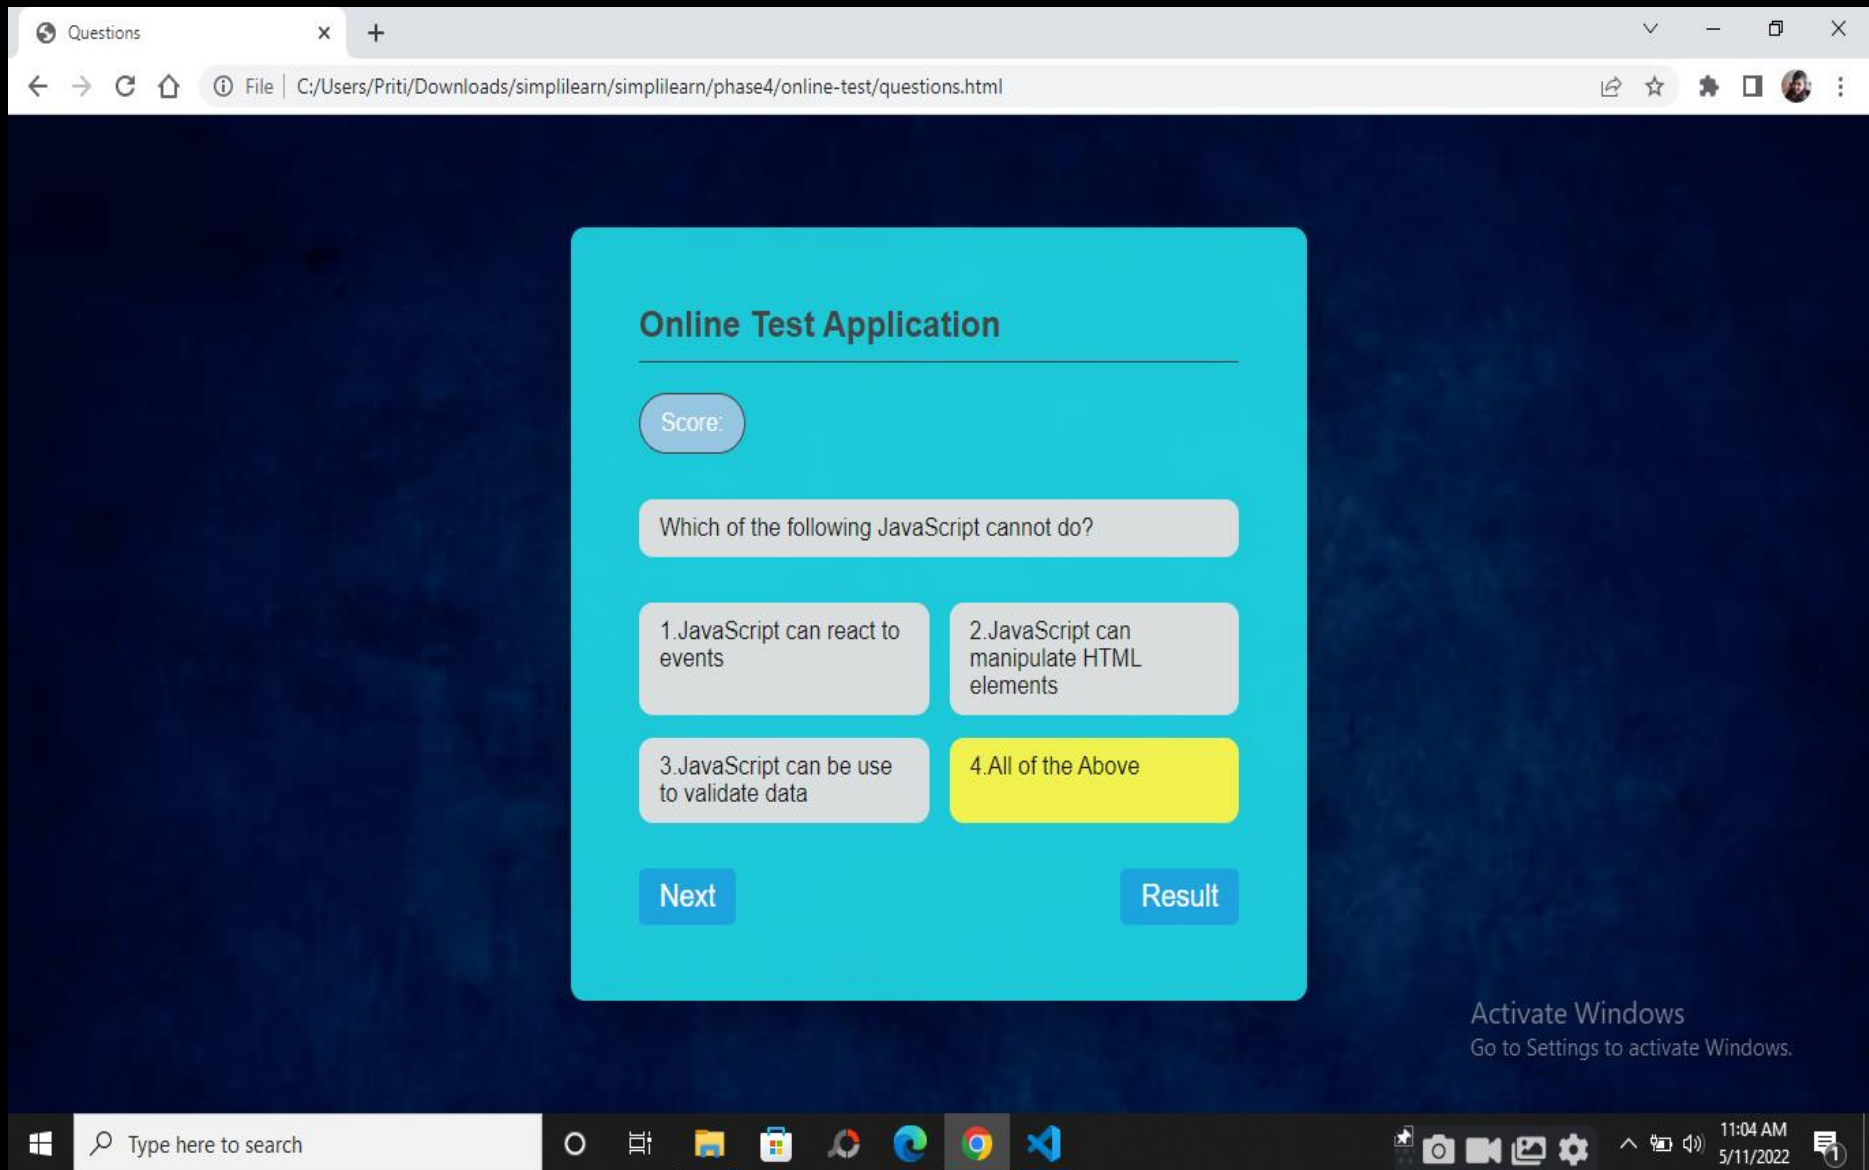 Questions
File | C:/Users/Priti/Downloads/simplilearn/simplilearn/phase4/online-test/questions.html
Online Test Application
Score:
Which of the following JavaScript cannot do?
1.JavaScript can react to
events
2.JavaScript can
manipulate HTML
elements
3.JavaScript can be use
to validate data
4.All of the Above
Next
Result
Activate Windows
Go to Settings to activate Windows.
Type here to search
11:04 AM
5/11/2022
1